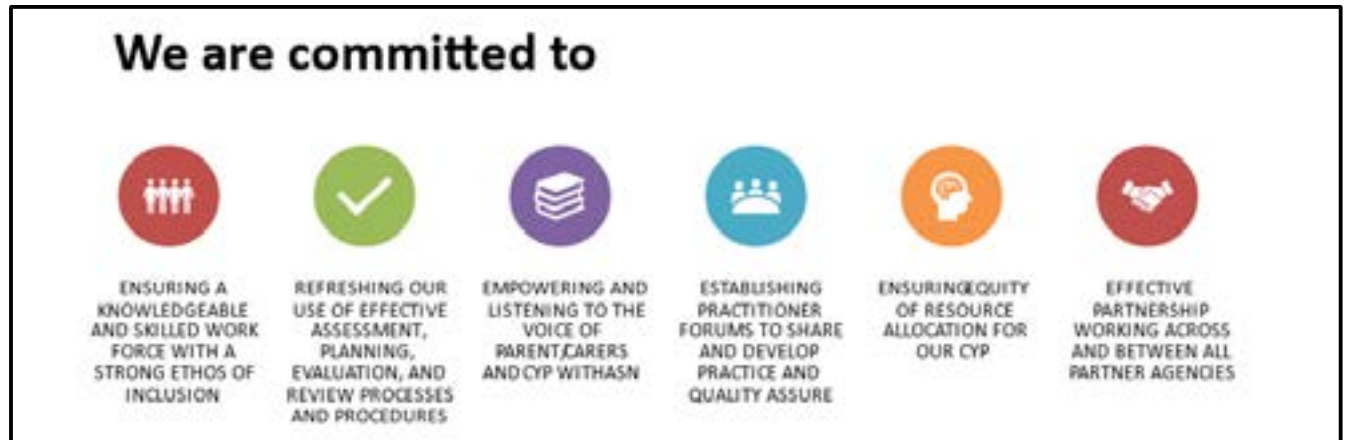 We are committed to
ENSURING A
KNOWLEDGEABLE
AND SKILLED WORK
FORCE WITH A
STRONG ETHOS OF
INCLUSION
REFRESHING OUR
USE OF EFFECTIVE
ASSESSMENT,
PLANNING,
EVALUATION, AND
REVIEW PROCESSES
AND PROCEDURES
EMPOWERING AND
LISTENING TO THE
VOICE OF
PARENT/CARERS
AND CYP WITHASN
ESTABLISHING
PRACTITIONER
FORUMS TO SHARE
AND DEVELOP
PRACTICE AND
QUALITY ASSURE
ENSURING EQUITY
OF RESOURCE
ALLOCATION FOR
OUR CYP
EFFECTIVE
PARTNERSHIP
WORKING ACROSS
AND BETWEEN ALL
PARTNER AGENCIES